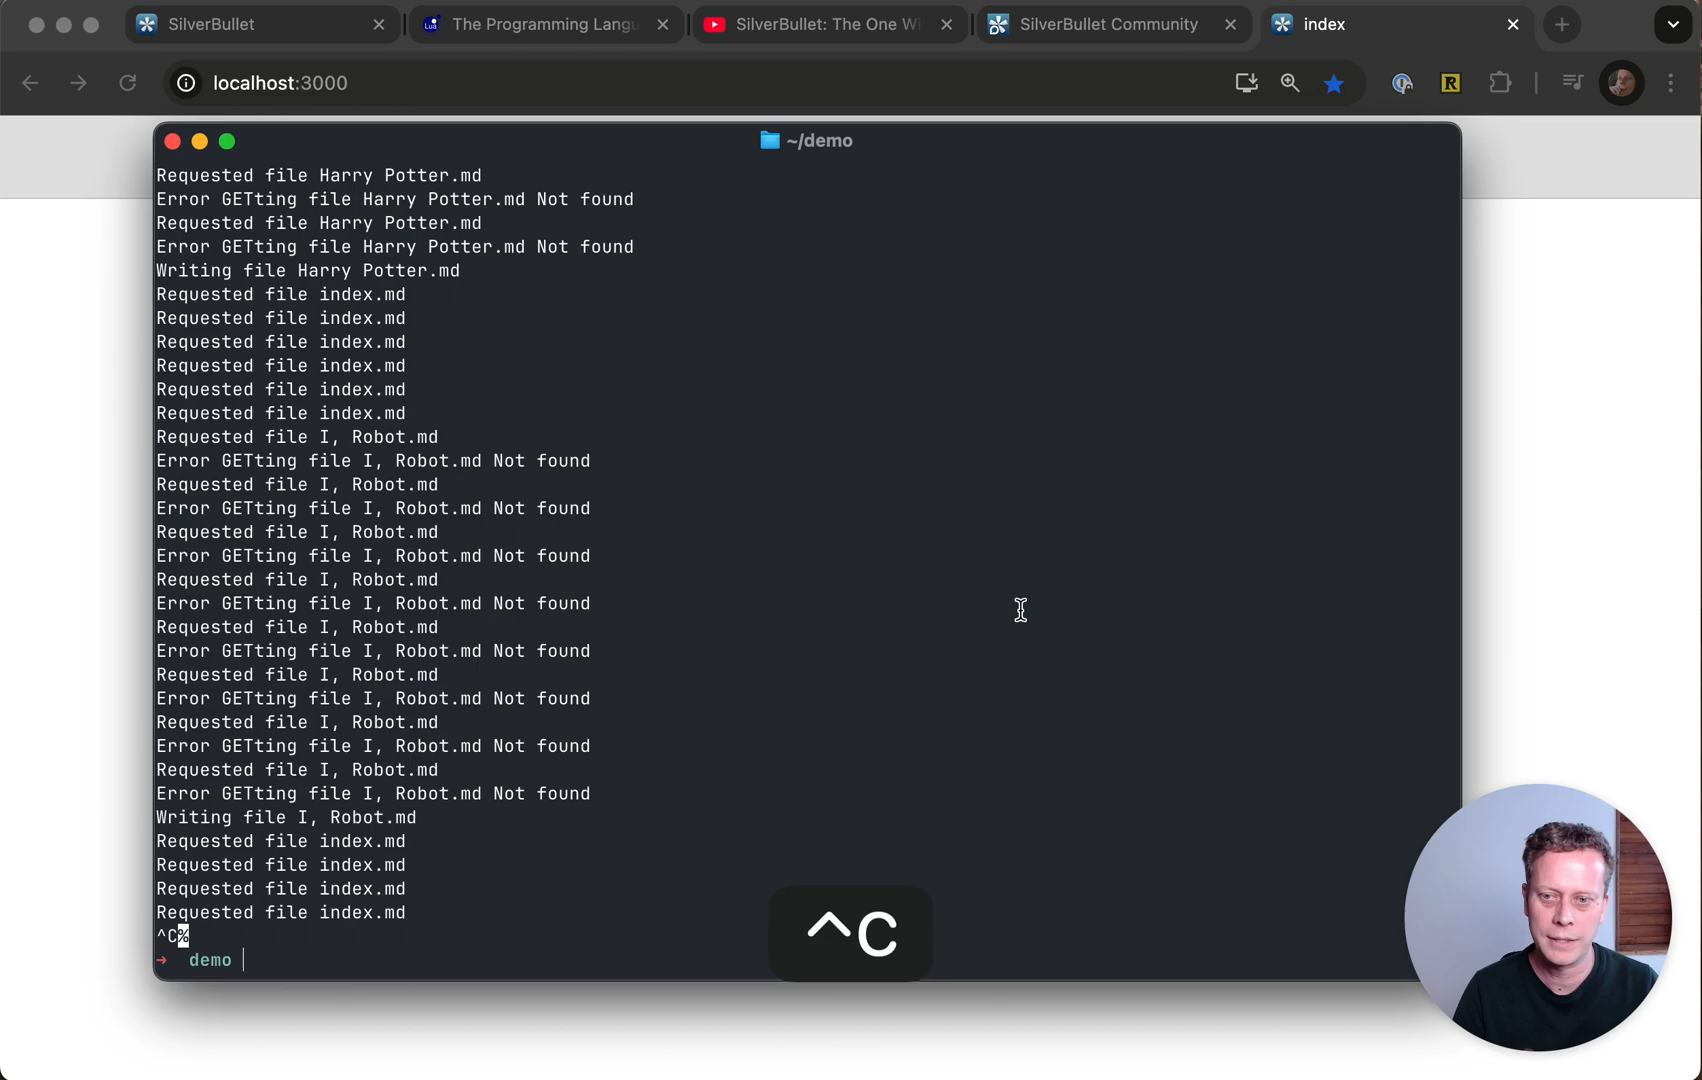 SilverBullet
The Programming Langu
SilverBullet: The One Wi
SilverBullet Community
index
localhost:3000
~/demo
Requested file Harry Potter.md
Error GETting file Harry Potter.md Not found
Requested file Harry Potter.md
Error GETting file Harry Potter.md Not found
Writing file Harry Potter.md
Requested file index.md
Requested file index.md
Requested file index.md
Requested file index.md
Requested file index.md
Requested file index.md
Requested file I, Robot.md
Error GETting file I, Robot.md Not found
Requested file I, Robot.md
Error GETting file I, Robot.md Not found
Requested file I, Robot.md
Error GETting file I, Robot.md Not found
Requested file I, Robot.md
Error GETting file I, Robot.md Not found
Requested file I, Robot.md
Error GETting file I, Robot.md Not found
Requested file I, Robot.md
Error GETting file I, Robot.md Not found
Requested file I, Robot.md
Error GETting file I, Robot.md Not found
Requested file I, Robot.md
Error GETting file I, Robot.md Not found
Writing file I, Robot.md
Requested file index.md
Requested file index.md
Requested file index.md
Requested file index.md
^C%
→ demo
^C